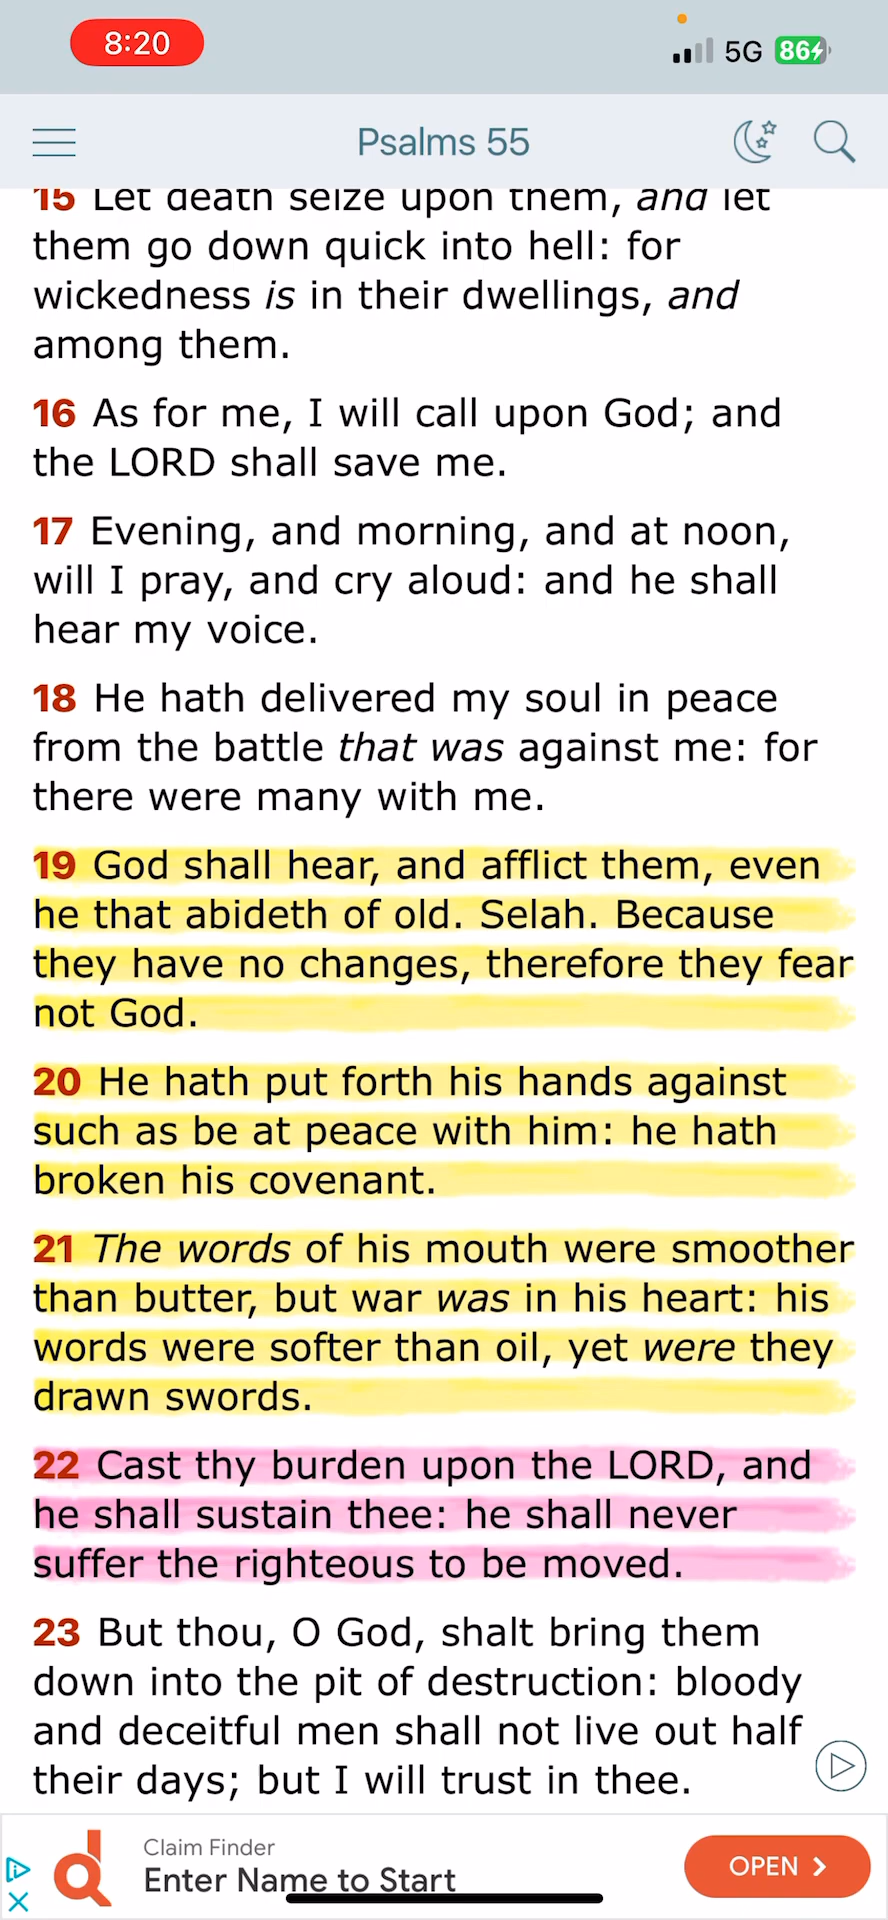 8:20
5G 86
Psalms 55
15 Let death seize upon them, and let
them go down quick into hell: for
wickedness is in their dwellings, and
among them.
16 As for me, I will call upon God; and
the LORD shall save me.
17 Evening, and morning, and at noon,
will I pray, and cry aloud: and he shall
hear my voice.
18 He hath delivered my soul in peace
from the battle that was against me: for
there were many with me.
19 God shall hear, and afflict them, even
he that abideth of old. Selah. Because
they have no changes, therefore they fear
not God.
20 He hath put forth his hands against
such as be at peace with him: he hath
broken his covenant.
21 The words of his mouth were smoother
than butter, but war was in his heart: his
words were softer than oil, yet were they
drawn swords.
22 Cast thy burden upon the LORD, and
he shall sustain thee: he shall never
suffer the righteous to be moved.
23 But thou, O God, shalt bring them
down into the pit of destruction: bloody
and deceitful men shall not live out half
their days; but I will trust in thee.
Claim Finder
Enter Name to Start
OPEN